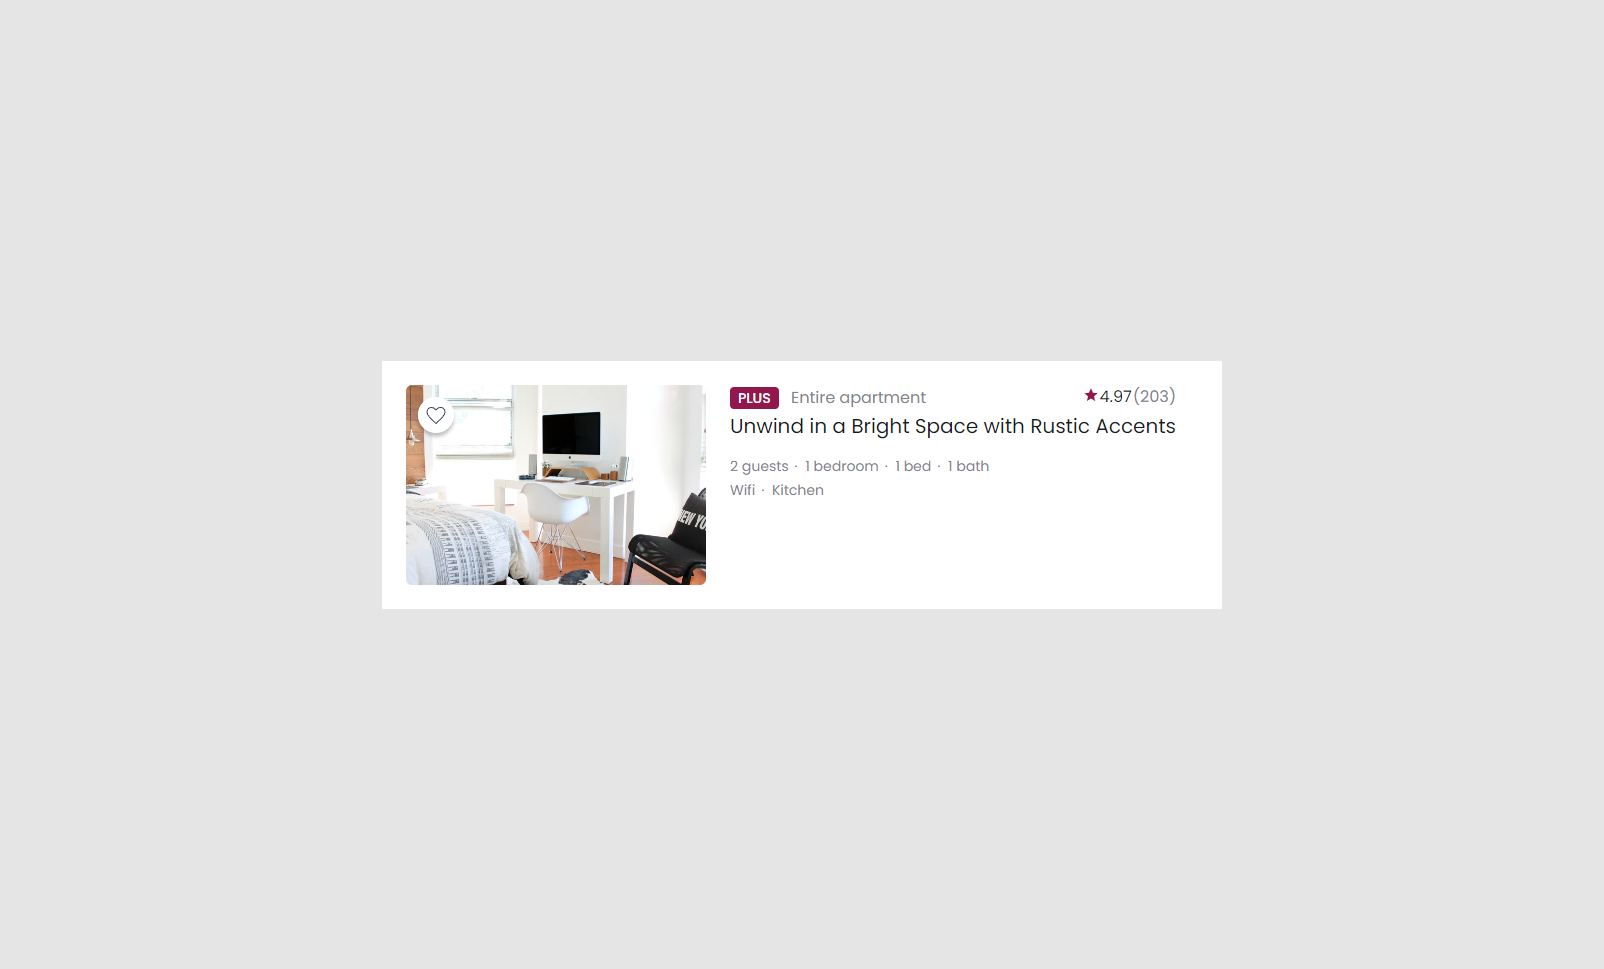 PLUS Entire apartment ★4.97(203)
Unwind in a Bright Space with Rustic Accents
2 guests · 1 bedroom · 1 bed · 1 bath
Wifi · Kitchen